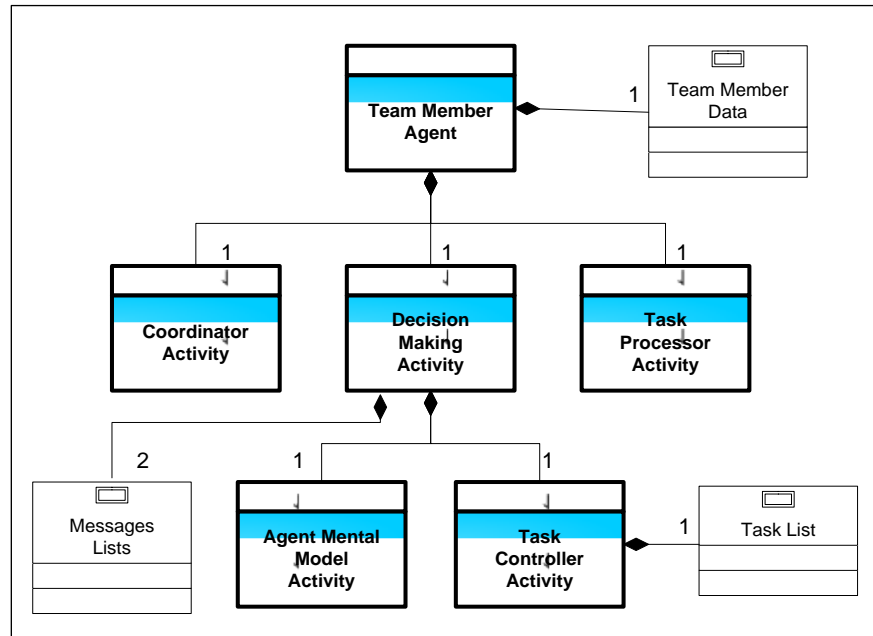 Team Member
Agent
1
Team Member
Data
1
1
1
Coordinator
Activity
Decision
Making
Activity
Task
Processor
Activity
2
1
1
Messages
Lists
Agent Mental
Model
Activity
Task
Controller
Activity
1
Task List